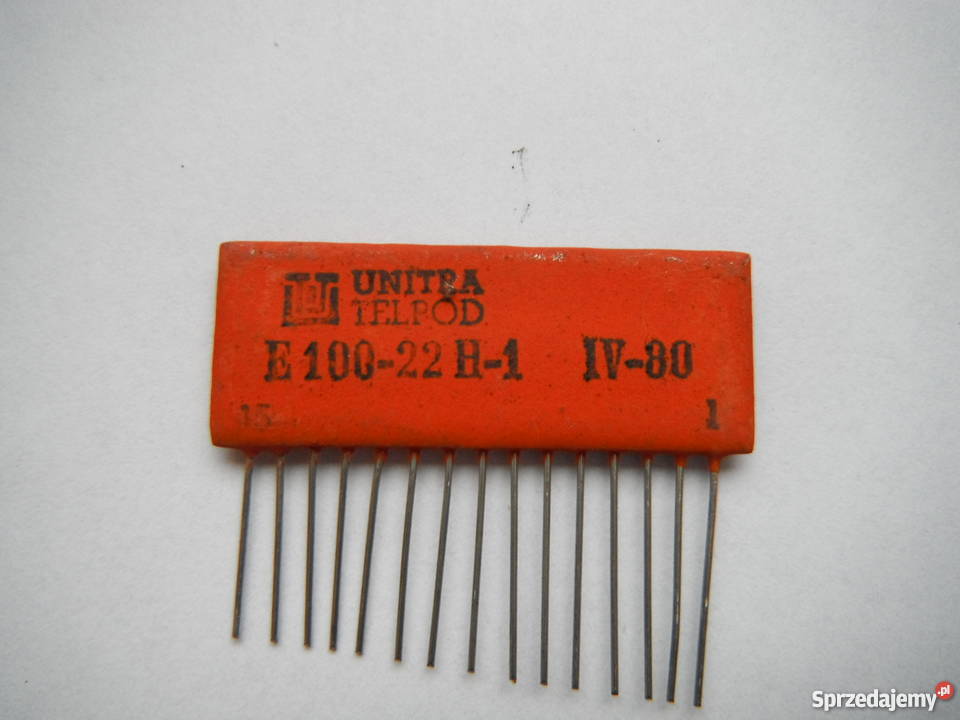 UNITRA
TELPOD
E 100-22 H-1 IV-80
15 1
Sprzedajemy.pl